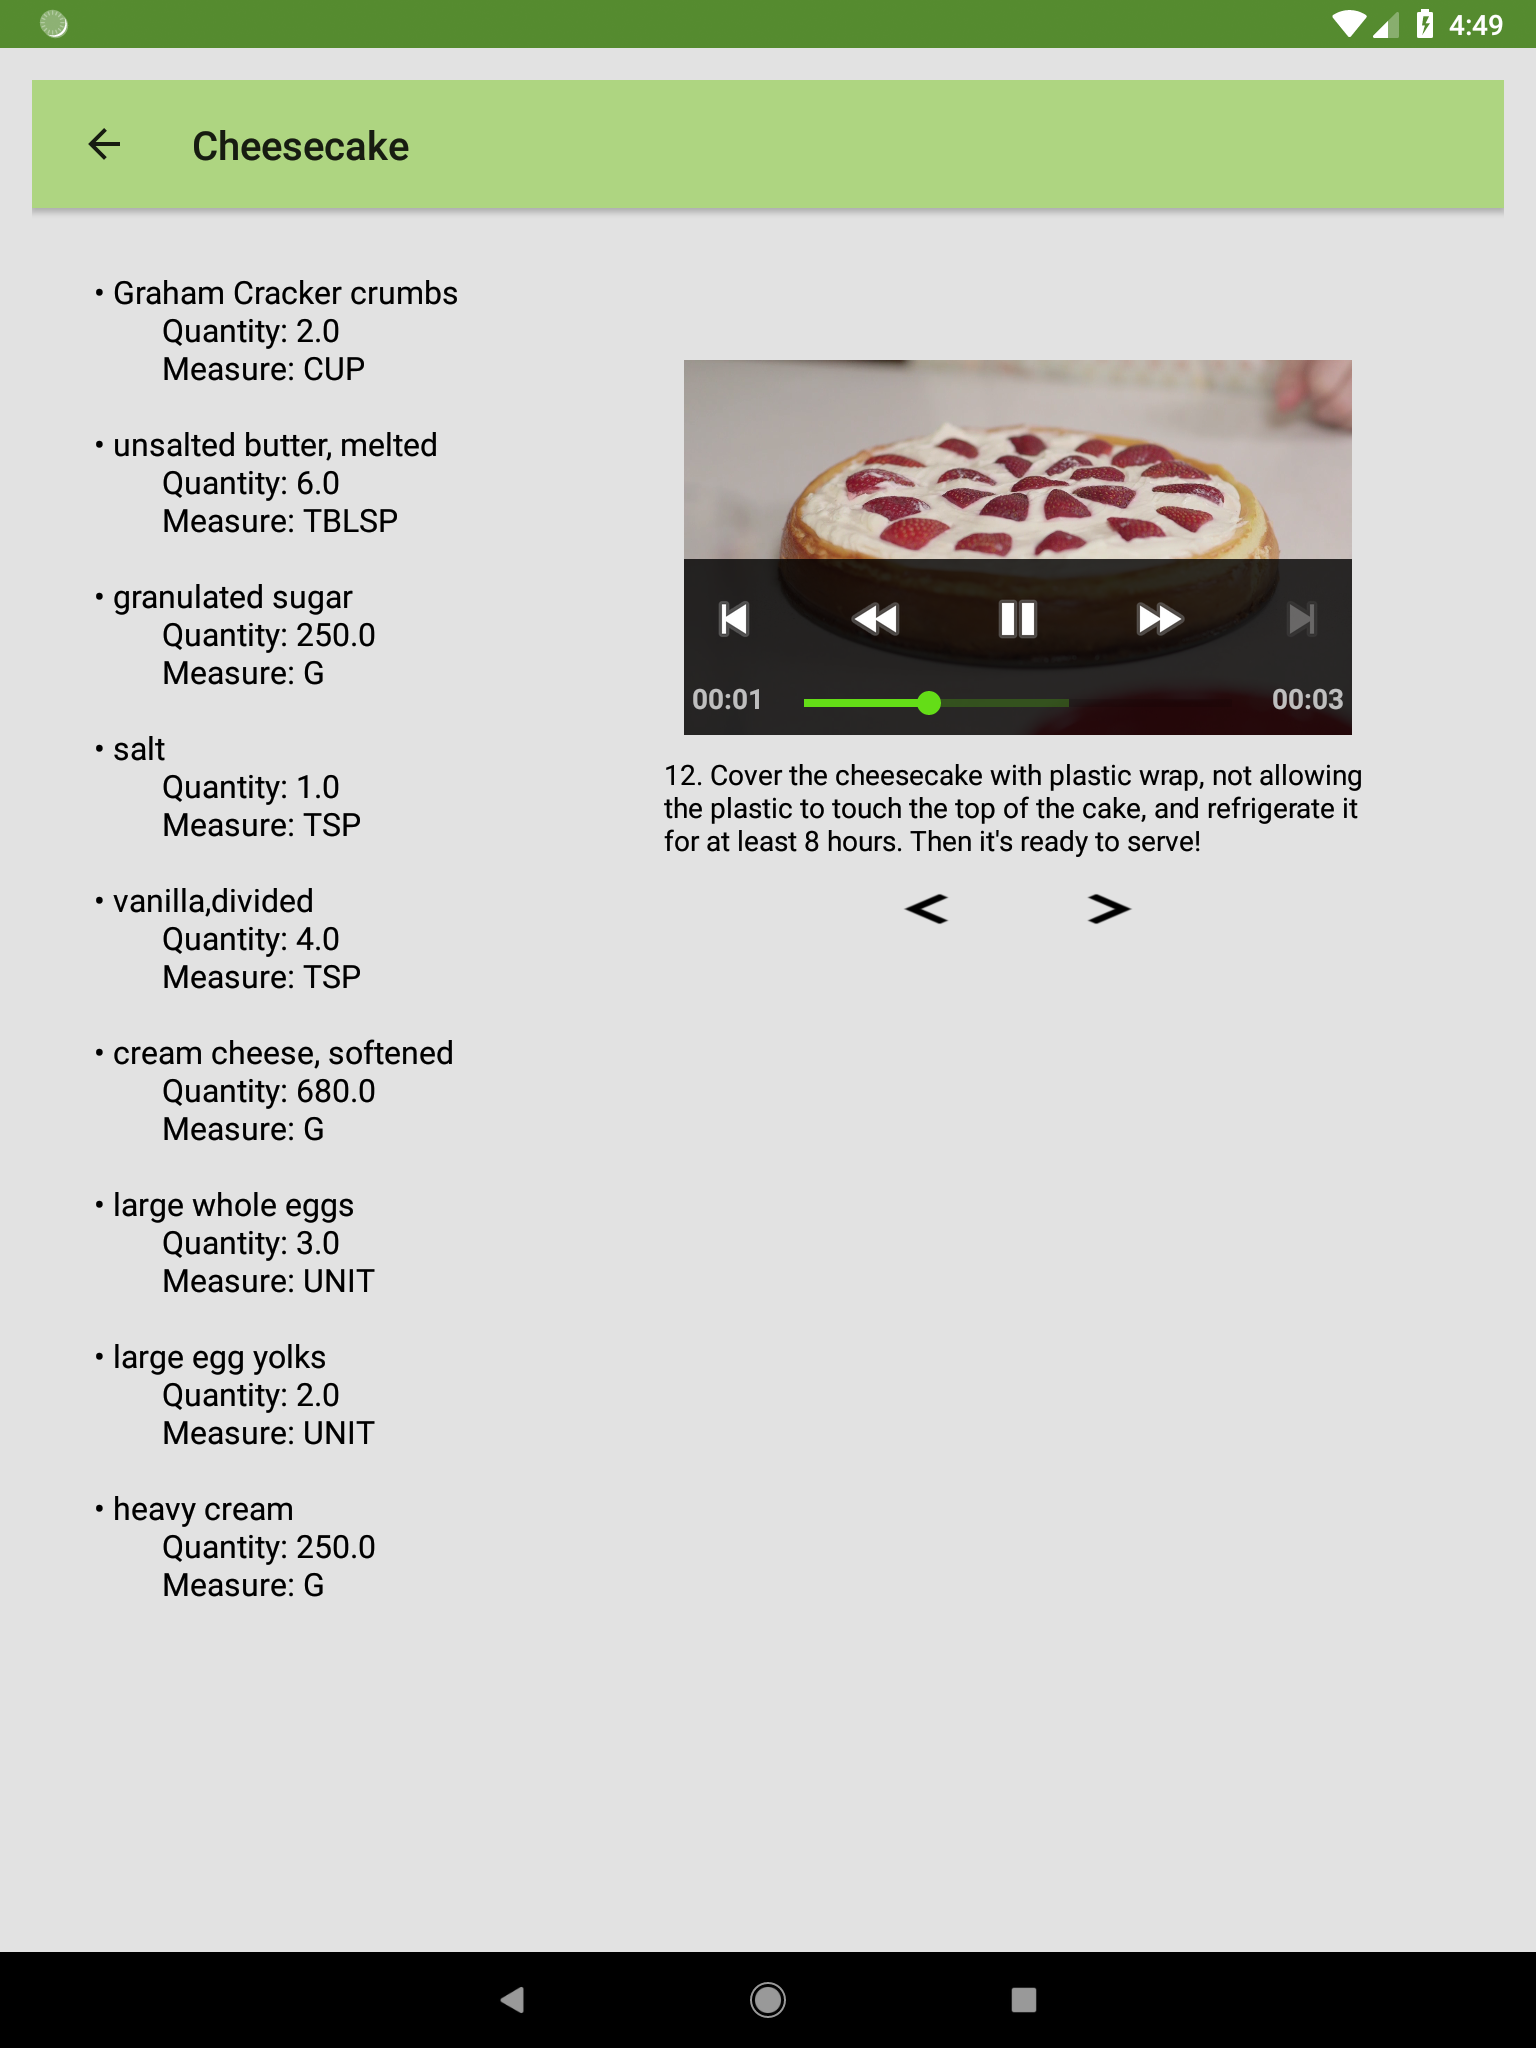 4:49
Cheesecake
• Graham Cracker crumbs
Quantity: 2.0
Measure: CUP
• unsalted butter, melted
Quantity: 6.0
Measure: TBLSP
• granulated sugar
Quantity: 250.0
Measure: G
• salt
Quantity: 1.0
Measure: TSP
• vanilla,divided
Quantity: 4.0
Measure: TSP
• cream cheese, softened
Quantity: 680.0
Measure: G
• large whole eggs
Quantity: 3.0
Measure: UNIT
• large egg yolks
Quantity: 2.0
Measure: UNIT
• heavy cream
Quantity: 250.0
Measure: G
00:01
00:03
12. Cover the cheesecake with plastic wrap, not allowing
the plastic to touch the top of the cake, and refrigerate it
for at least 8 hours. Then it's ready to serve!
< >